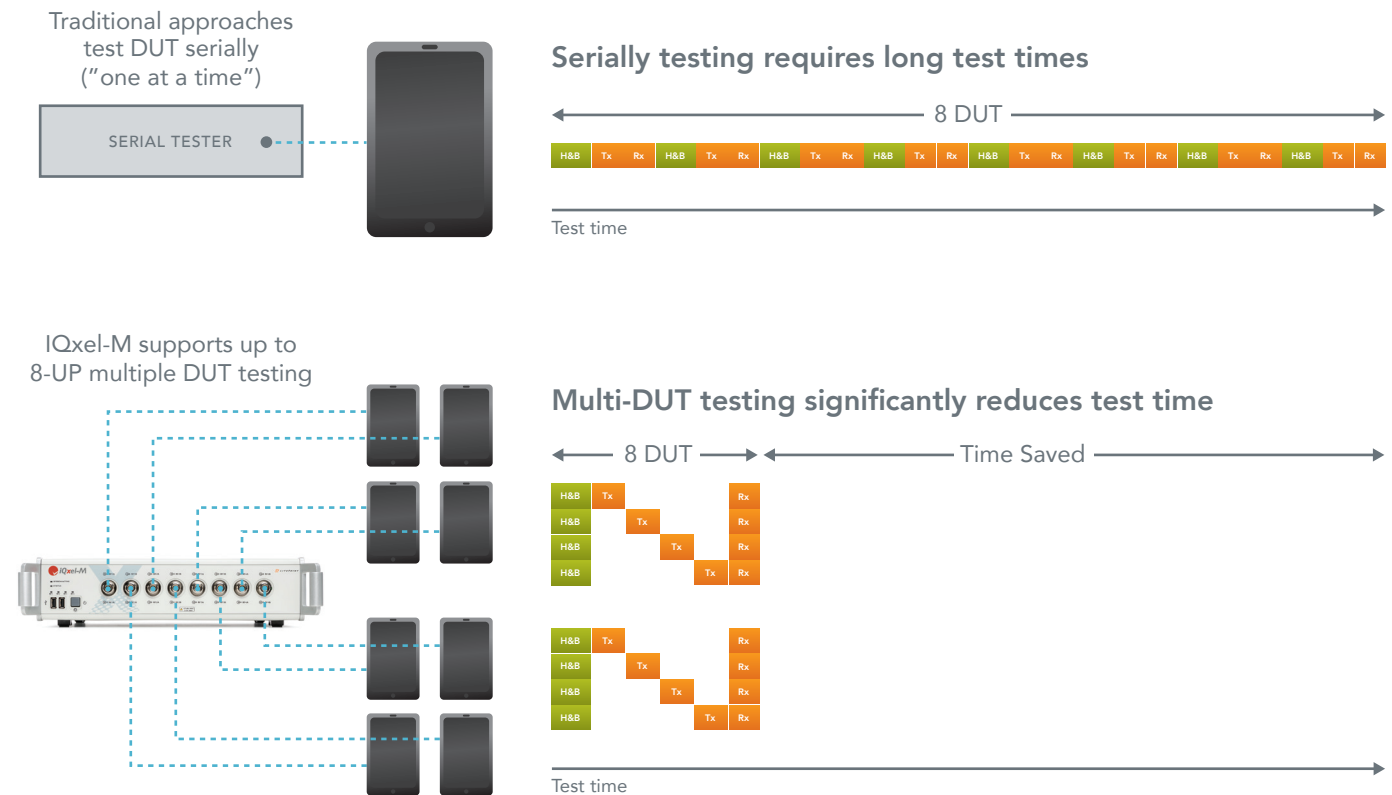 Traditional approaches
test DUT serially
(”one at a time”)
SERIAL TESTER
Serially testing requires long test times
8 DUT
H&B Tx Rx H&B Tx Rx H&B Tx Rx H&B Tx Rx H&B Tx Rx H&B Tx Rx H&B Tx Rx H&B Tx Rx
Test time
IQxel-M supports up to
8-UP multiple DUT testing
IQxel-M
Multi-DUT testing significantly reduces test time
8 DUT Time Saved
H&B Tx Rx
H&B Tx Rx
H&B Tx Rx
H&B Tx Rx
H&B Tx Rx
H&B Tx Rx
H&B Tx Rx
H&B Tx Rx
Test time